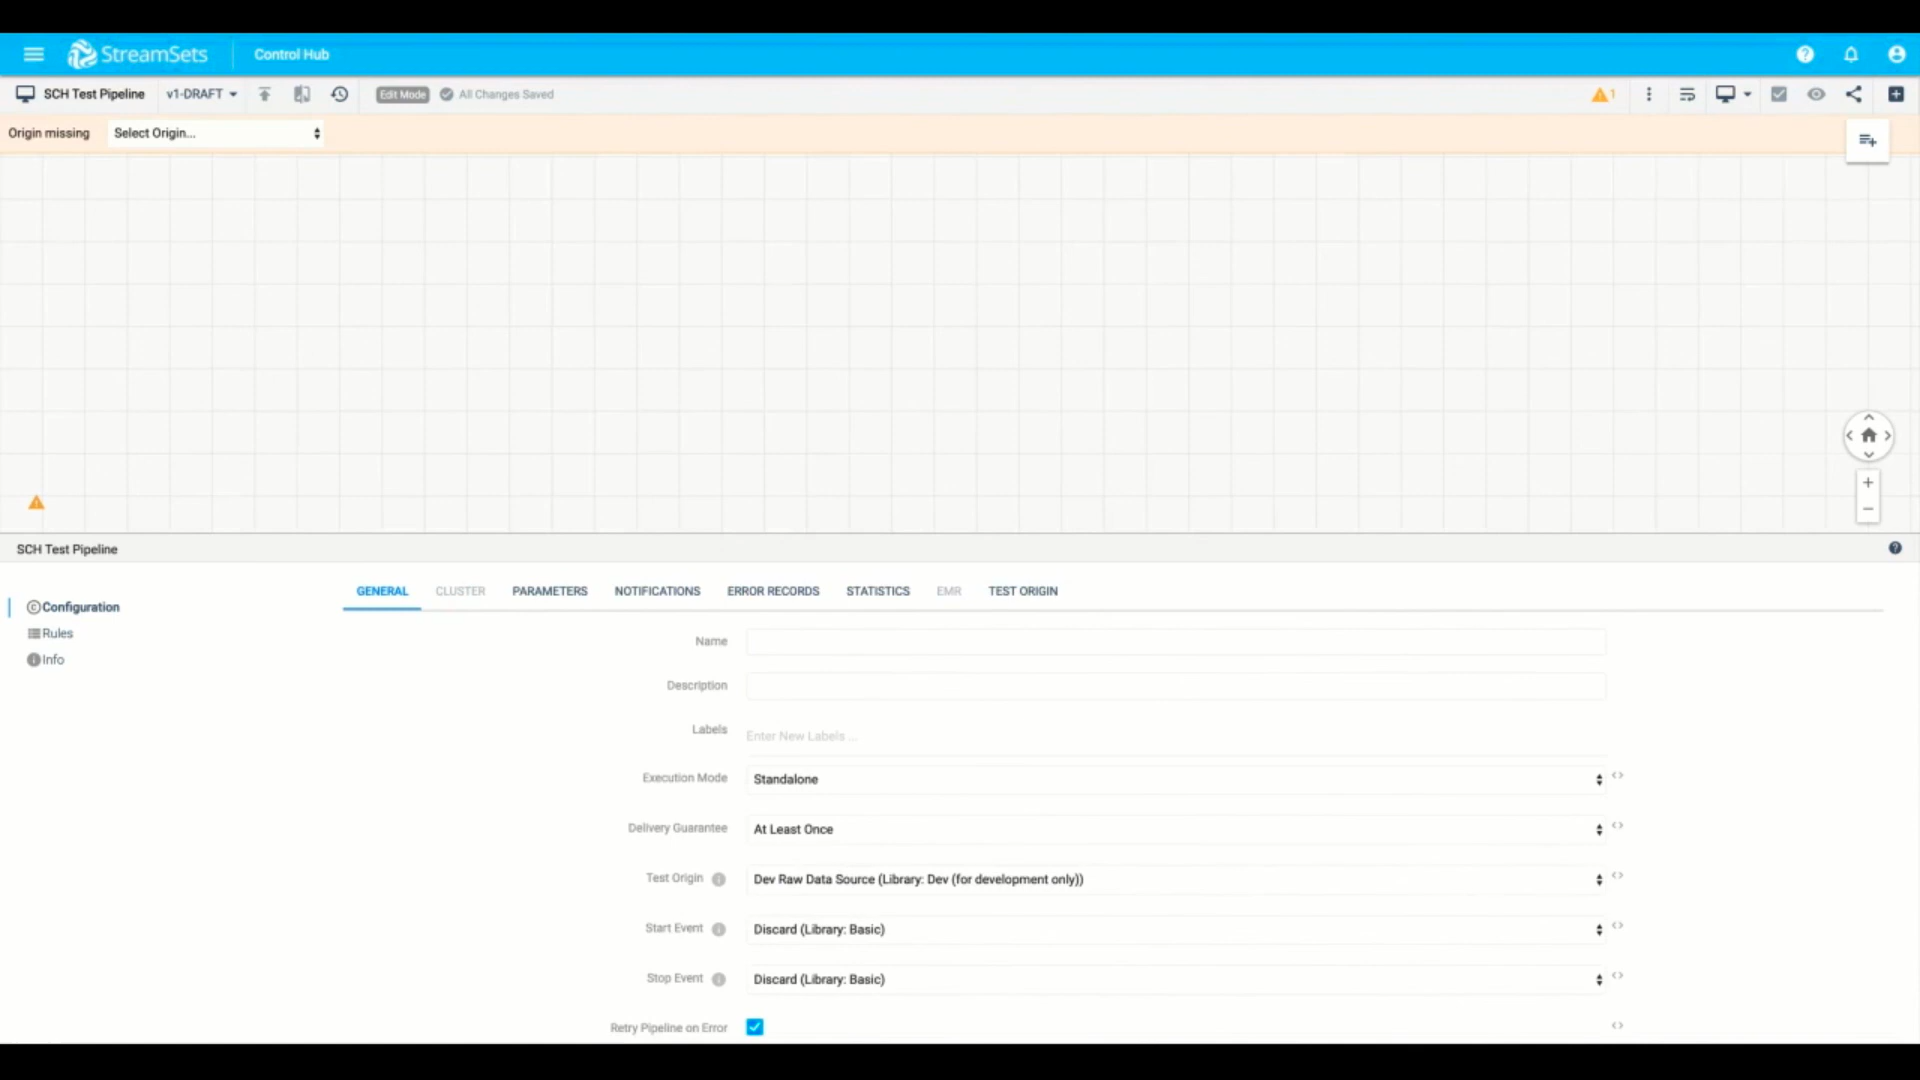 StreamSets Control Hub
SCH Test Pipeline v1-DRAFT Edit Mode All Changes Saved 1
Origin missing Select Origin...
SCH Test Pipeline
Configuration
Rules
Info
GENERAL CLUSTER PARAMETERS NOTIFICATIONS ERROR RECORDS STATISTICS EMR TEST ORIGIN
Name
Description
Labels Enter New Labels ...
Execution Mode Standalone
Delivery Guarantee At Least Once
Test Origin Dev Raw Data Source (Library: Dev (for development only))
Start Event Discard (Library: Basic)
Stop Event Discard (Library: Basic)
Retry Pipeline on Error